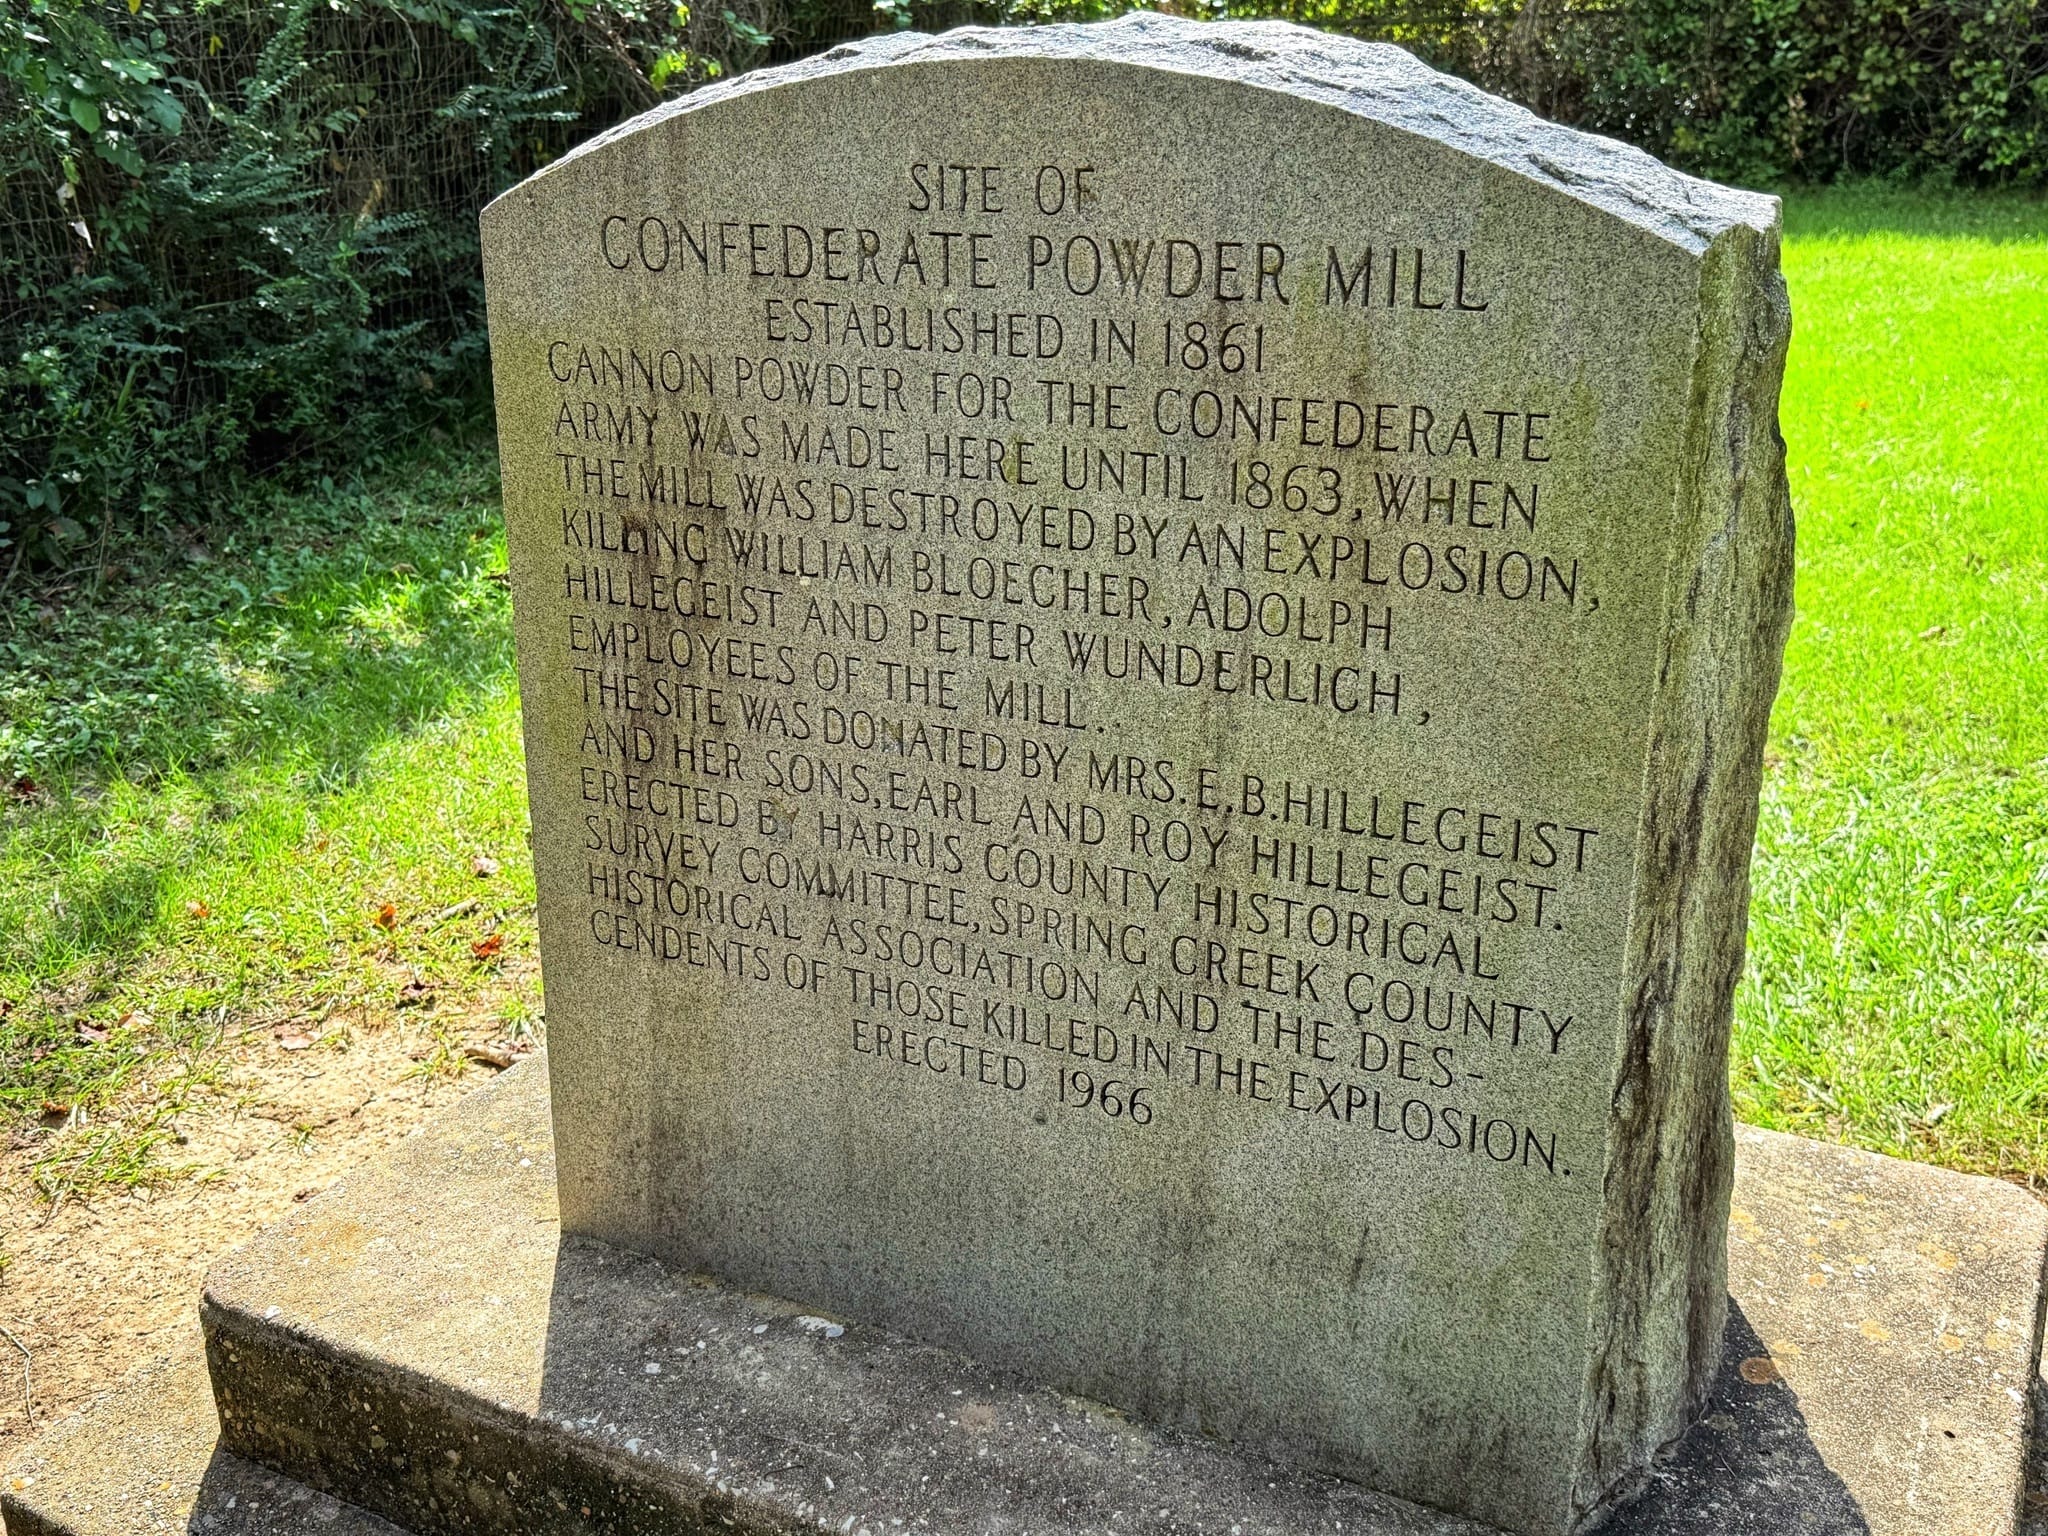 SITE OF
CONFEDERATE POWDER MILL
ESTABLISHED IN 1861
CANNON POWDER FOR THE CONFEDERATE
ARMY WAS MADE HERE UNTIL 1863, WHEN
THE MILL WAS DESTROYED BY AN EXPLOSION,
KILLING WILLIAM BLOECHER, ADOLPH
HILLEGEIST AND PETER WUNDERLICH,
EMPLOYEES OF THE MILL..
THE SITE WAS DONATED BY MRS. E. B. HILLEGEIST
AND HER SONS, EARL AND ROY HILLEGEIST.
ERECTED BY HARRIS COUNTY HISTORICAL
SURVEY COMMITTEE, SPRING CREEK COUNTY
HISTORICAL ASSOCIATION AND THE DES-
CENDENTS OF THOSE KILLED IN THE EXPLOSION.
ERECTED 1966